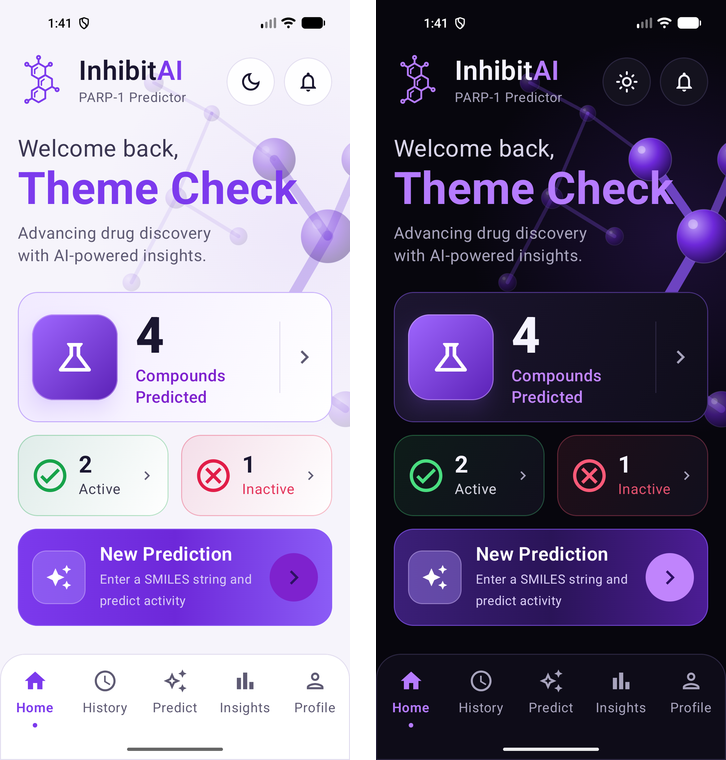 1:41
InhibitAI
PARP-1 Predictor
Welcome back,
Theme Check
Advancing drug discovery
with AI-powered insights.
4
Compounds
Predicted
2
Active
1
Inactive
New Prediction
Enter a SMILES string and
predict activity
Home History Predict Insights Profile
1:41
InhibitAI
PARP-1 Predictor
Welcome back,
Theme Check
Advancing drug discovery
with AI-powered insights.
4
Compounds
Predicted
2
Active
1
Inactive
New Prediction
Enter a SMILES string and
predict activity
Home History Predict Insights Profile